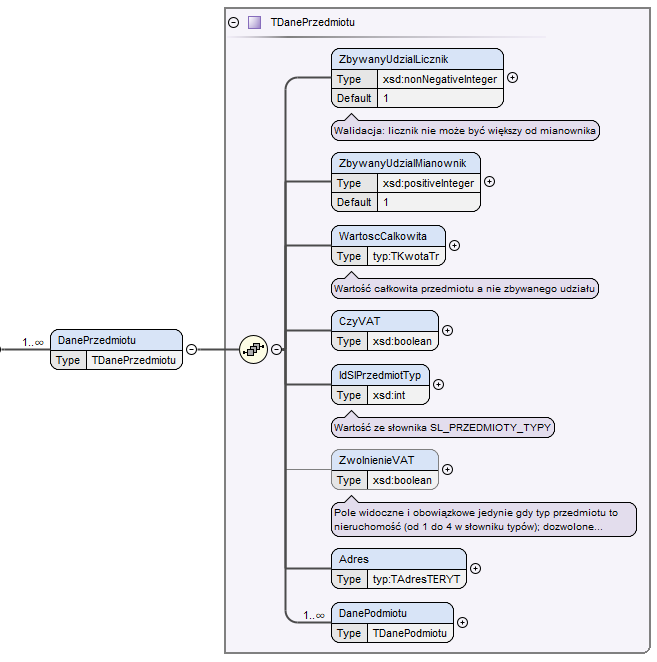 TDanePrzedmiotu
ZbywanyUdzialLicznik
Type xsd:nonNegativeInteger
Default 1
Walidacja: licznik nie może być większy od mianownika
ZbywanyUdzialMianownik
Type xsd:positiveInteger
Default 1
WartoscCalkowita
Type typ:TKwotaTr
Wartość całkowita przedmiotu a nie zbywanego udziału
CzyVAT
Type xsd:boolean
1..∞ DanePrzedmiotu
Type TDanePrzedmiotu
IdSlPrzedmiotTyp
Type xsd:int
Wartość ze słownika SL_PRZEDMIOTY_TYPY
ZwolnienieVAT
Type xsd:boolean
Pole widoczne i obowiązkowe jedynie gdy typ przedmiotu to
nieruchomość (od 1 do 4 w słowniku typów); dozwolone...
Adres
Type typ:TAdresTERYT
1..∞ DanePodmiotu
Type TDanePodmiotu